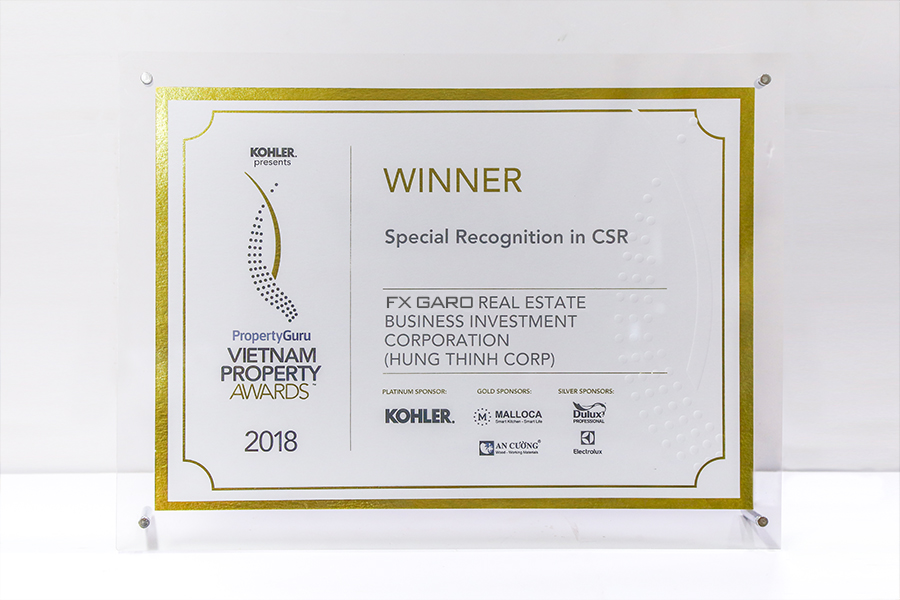 KOHLER.
presents
PropertyGuru
VIETNAM
PROPERTY
AWARDS™
2018
WINNER
Special Recognition in CSR
FX GARO REAL ESTATE
BUSINESS INVESTMENT
CORPORATION
(HUNG THINH CORP)
PLATINUM SPONSOR:
KOHLER.
GOLD SPONSORS:
M MALLOCA
Smart Kitchen - Smart Life
AN CƯỜNG®
Wood - Working Materials
SILVER SPONSORS:
Dulux
PROFESSIONAL
Electrolux